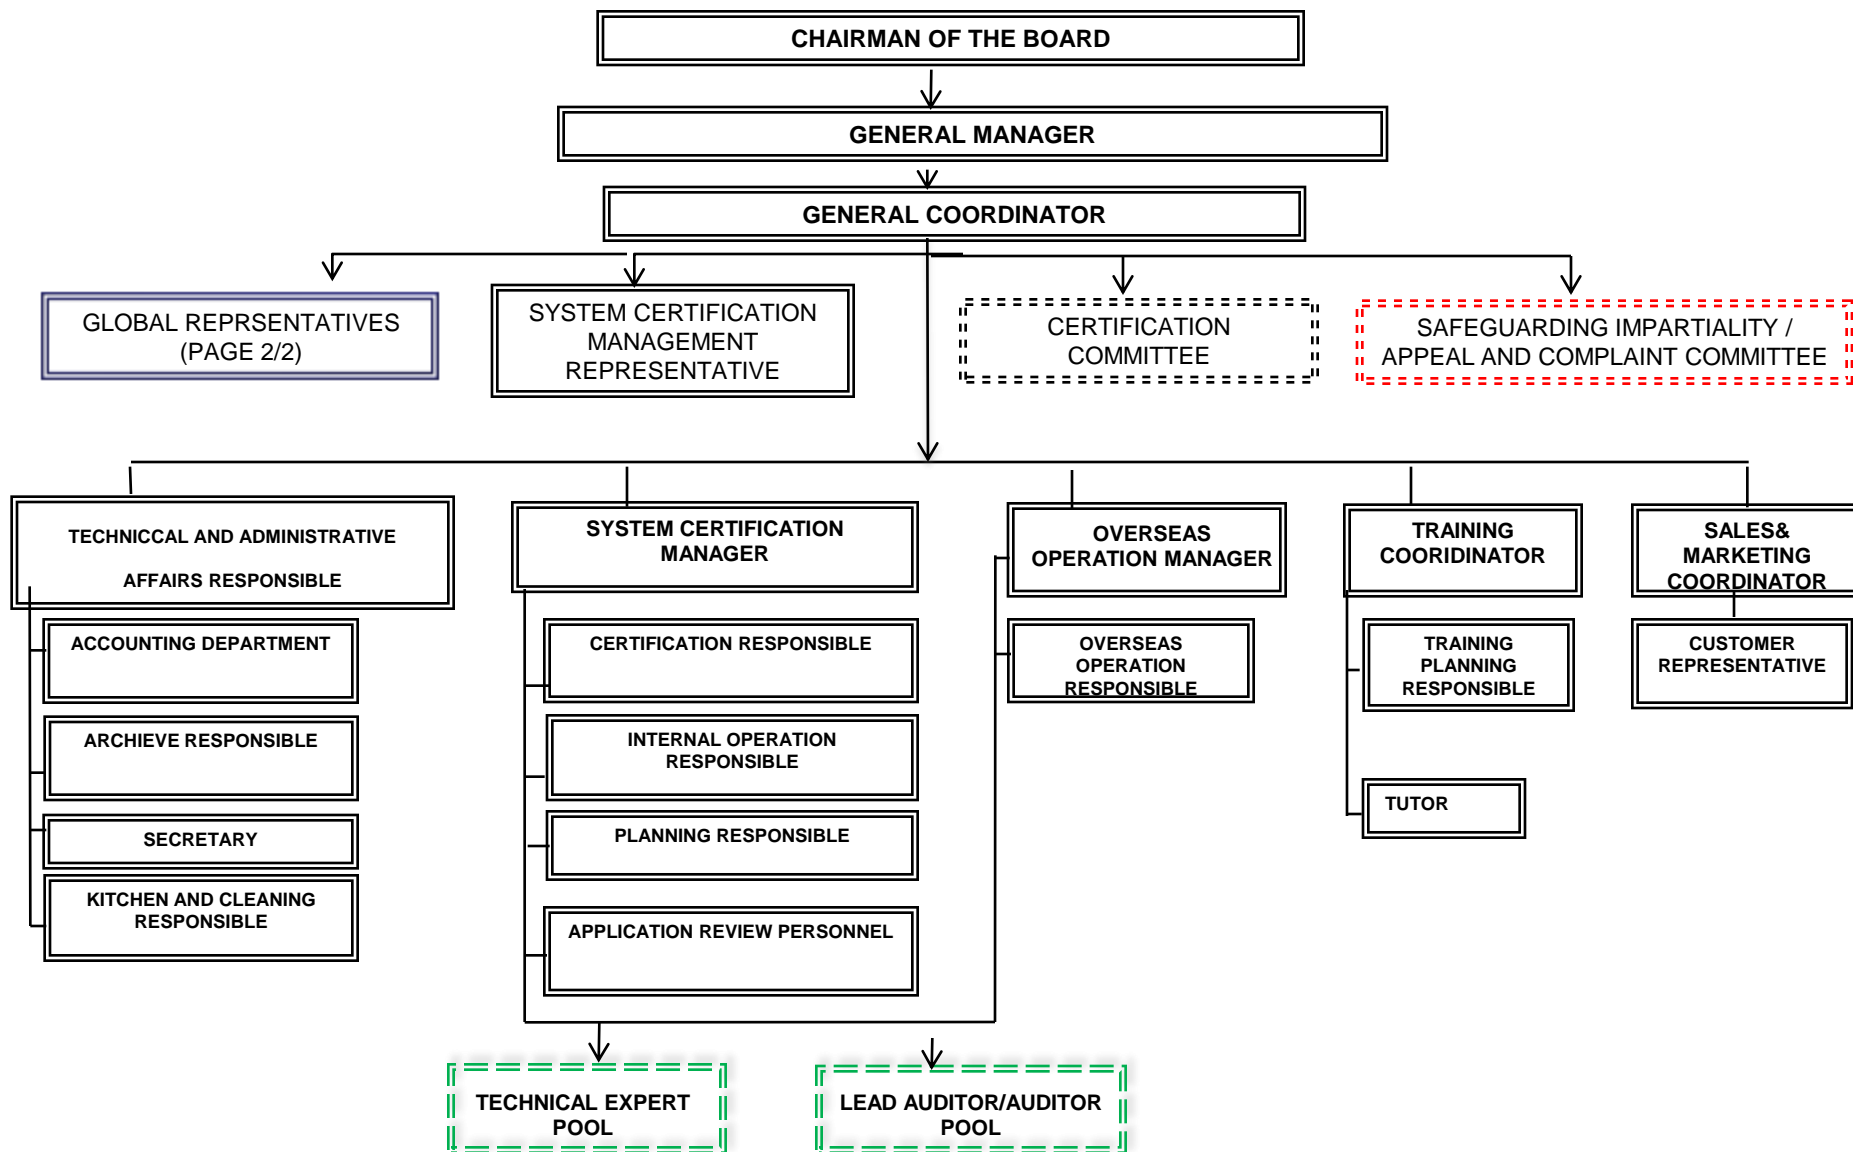 CHAIRMAN OF THE BOARD
GENERAL MANAGER
GENERAL COORDINATOR
GLOBAL REPRSENTATIVES
(PAGE 2/2)
SYSTEM CERTIFICATION
MANAGEMENT
REPRESENTATIVE
CERTIFICATION
COMMITTEE
SAFEGUARDING IMPARTIALITY /
APPEAL AND COMPLAINT COMMITTEE
TECHNICCAL AND ADMINISTRATIVE
AFFAIRS RESPONSIBLE
SYSTEM CERTIFICATION
MANAGER
OVERSEAS
OPERATION MANAGER
TRAINING
COORIDINATOR
SALES&
MARKETING
COORDINATOR
ACCOUNTING DEPARTMENT
ARCHIEVE RESPONSIBLE
SECRETARY
KITCHEN AND CLEANING
RESPONSIBLE
CERTIFICATION RESPONSIBLE
INTERNAL OPERATION
RESPONSIBLE
PLANNING RESPONSIBLE
APPLICATION REVIEW PERSONNEL
OVERSEAS
OPERATION
RESPONSIBLE
TRAINING
PLANNING
RESPONSIBLE
TUTOR
CUSTOMER
REPRESENTATIVE
TECHNICAL EXPERT
POOL
LEAD AUDITOR/AUDITOR
POOL